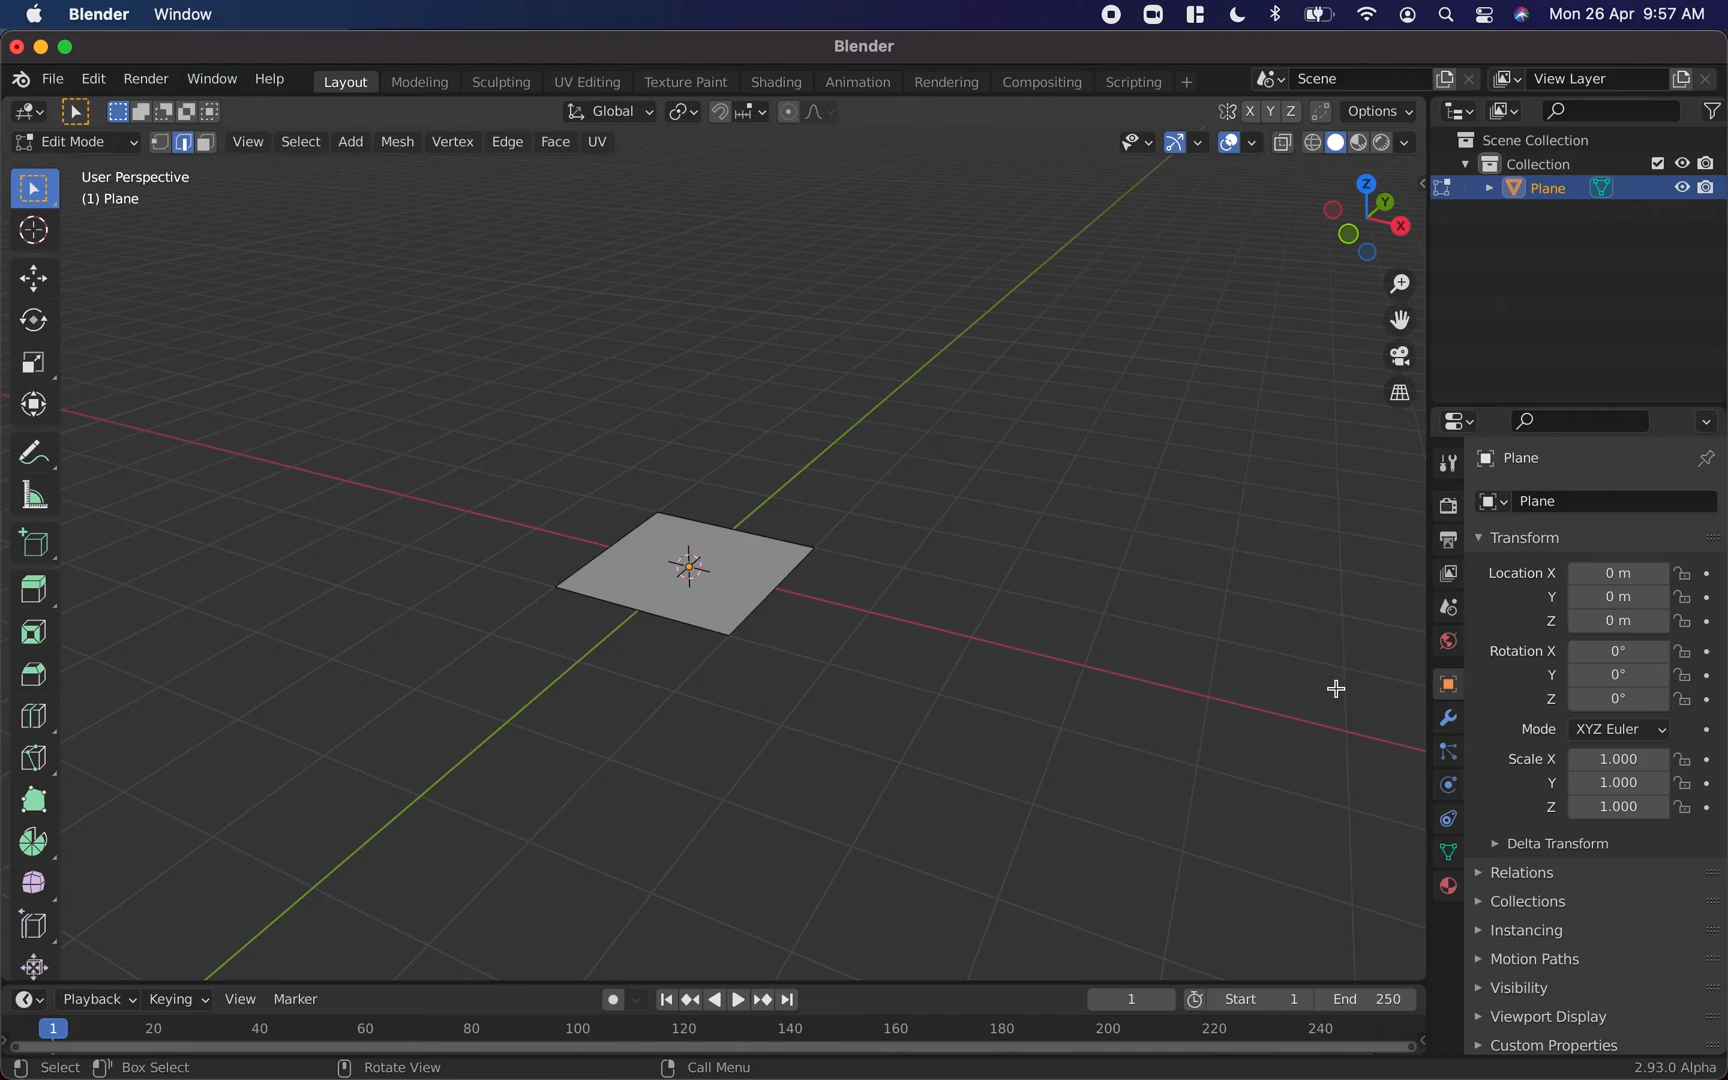 Blender Window Mon 26 Apr 9:57 AM
Blender
File Edit Render Window Help Layout Modeling Sculpting UV Editing Texture Paint Shading Animation Rendering Compositing Scripting + Scene View Layer
Global X Y Z Options
Edit Mode View Select Add Mesh Vertex Edge Face UV
User Perspective
(1) Plane
Z
Y
X
Scene Collection
Collection
Plane
Plane
Plane
Transform
Location X 0 m
Y 0 m
Z 0 m
Rotation X 0°
Y 0°
Z 0°
Mode XYZ Euler
Scale X 1.000
Y 1.000
Z 1.000
Delta Transform
Relations
Collections
Instancing
Motion Paths
Visibility
Viewport Display
Custom Properties
Playback Keying View Marker 1 Start 1 End 250
1 20 40 60 80 100 120 140 160 180 200 220 240
Select Box Select Rotate View Call Menu 2.93.0 Alpha